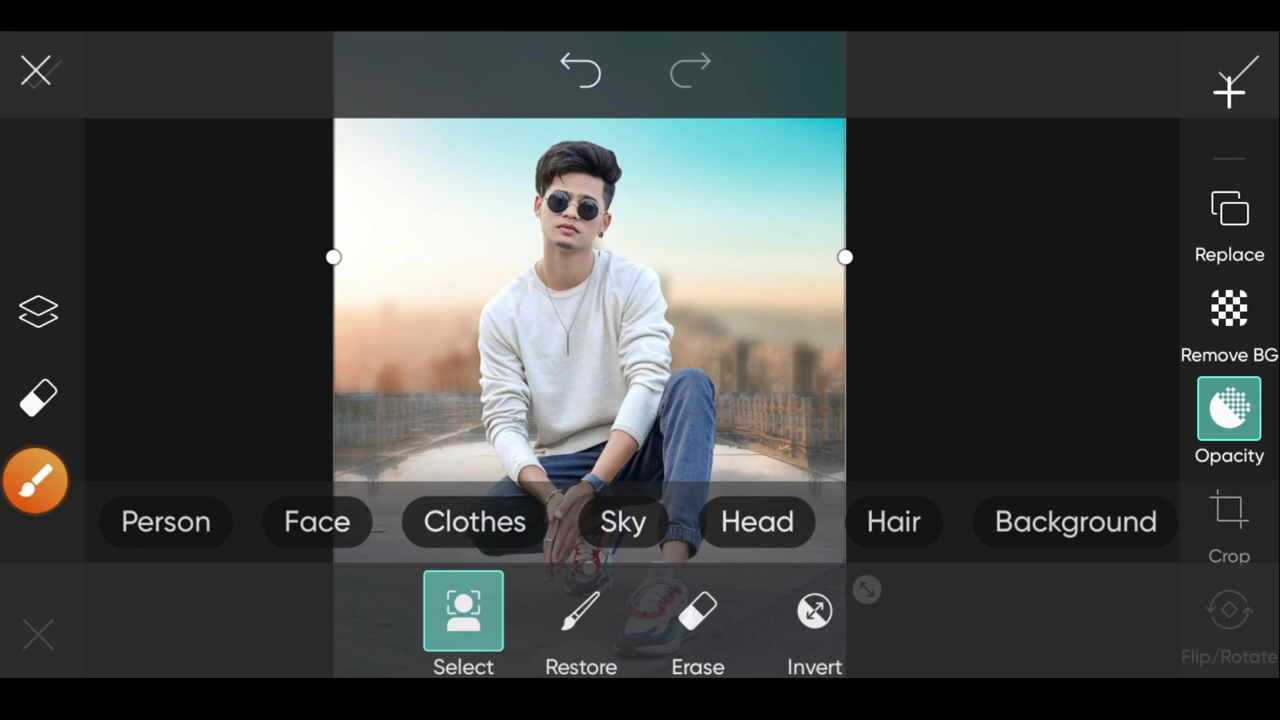 Replace
Remove BG
Opacity
Person Face Clothes Sky Head Hair Background
Crop
Select Restore Erase Invert
Flip/Rotate